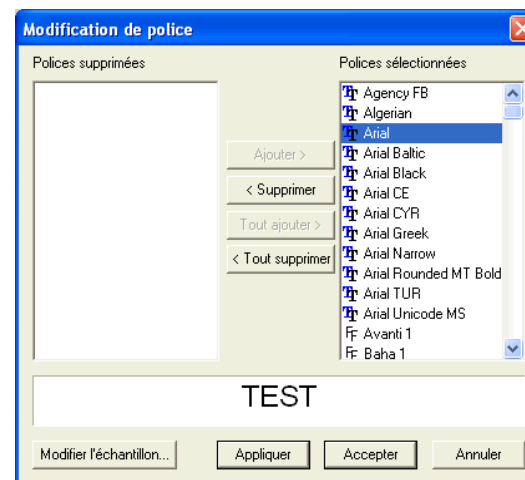 Modification de police
Polices supprimées
Polices sélectionnées
Agency FB
Algerian
Arial
Arial Baltic
Arial Black
Arial CE
Arial CYR
Arial Greek
Arial Narrow
Arial Rounded MT Bold
Arial TUR
Arial Unicode MS
Avanti 1
Baha 1
Ajouter >
< Supprimer
Tout ajouter >
< Tout supprimer
TEST
Modifier l'échantillon...
Appliquer
Accepter
Annuler